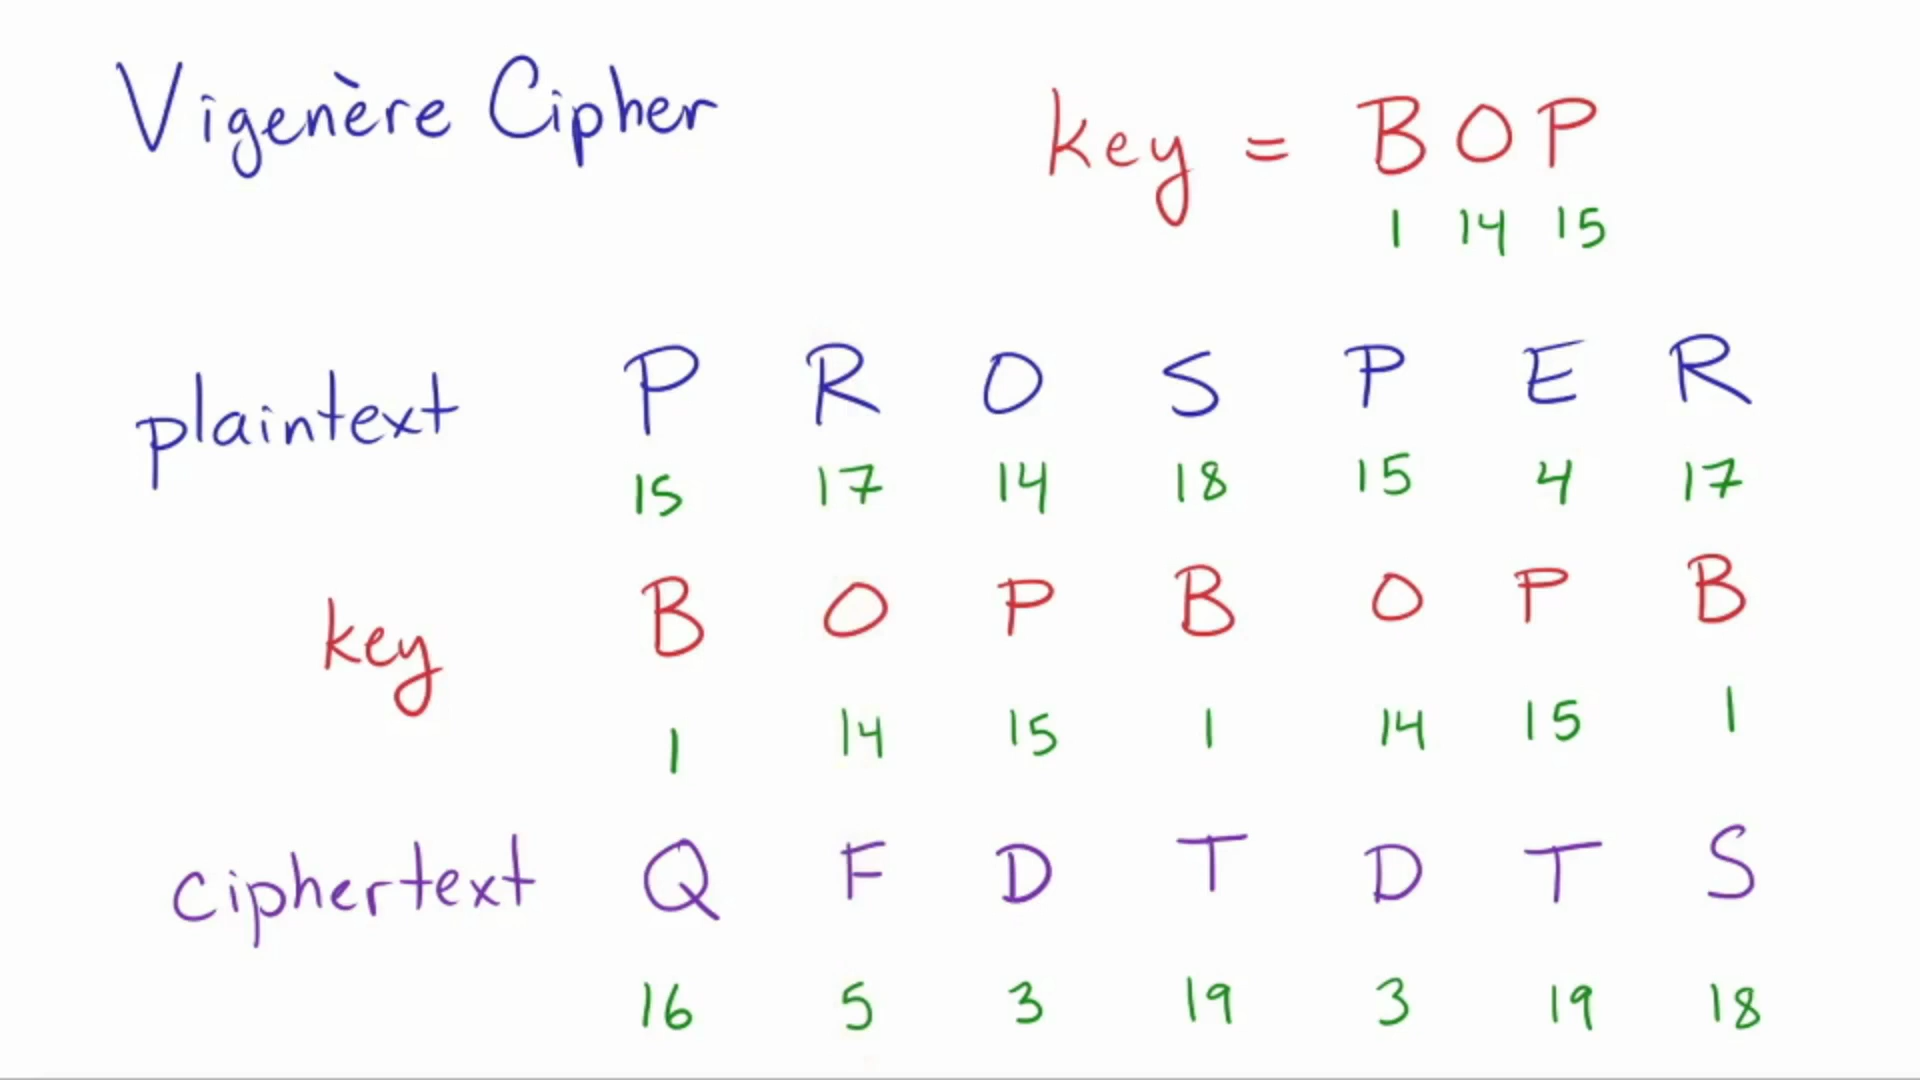 Vigenère Cipher
key = BOP
1 14 15
plaintext P R O S P E R
15 17 14 18 15 4 17
key B O P B O P B
1 14 15 1 14 15 1
ciphertext Q F D T D T S
16 5 3 19 3 19 18